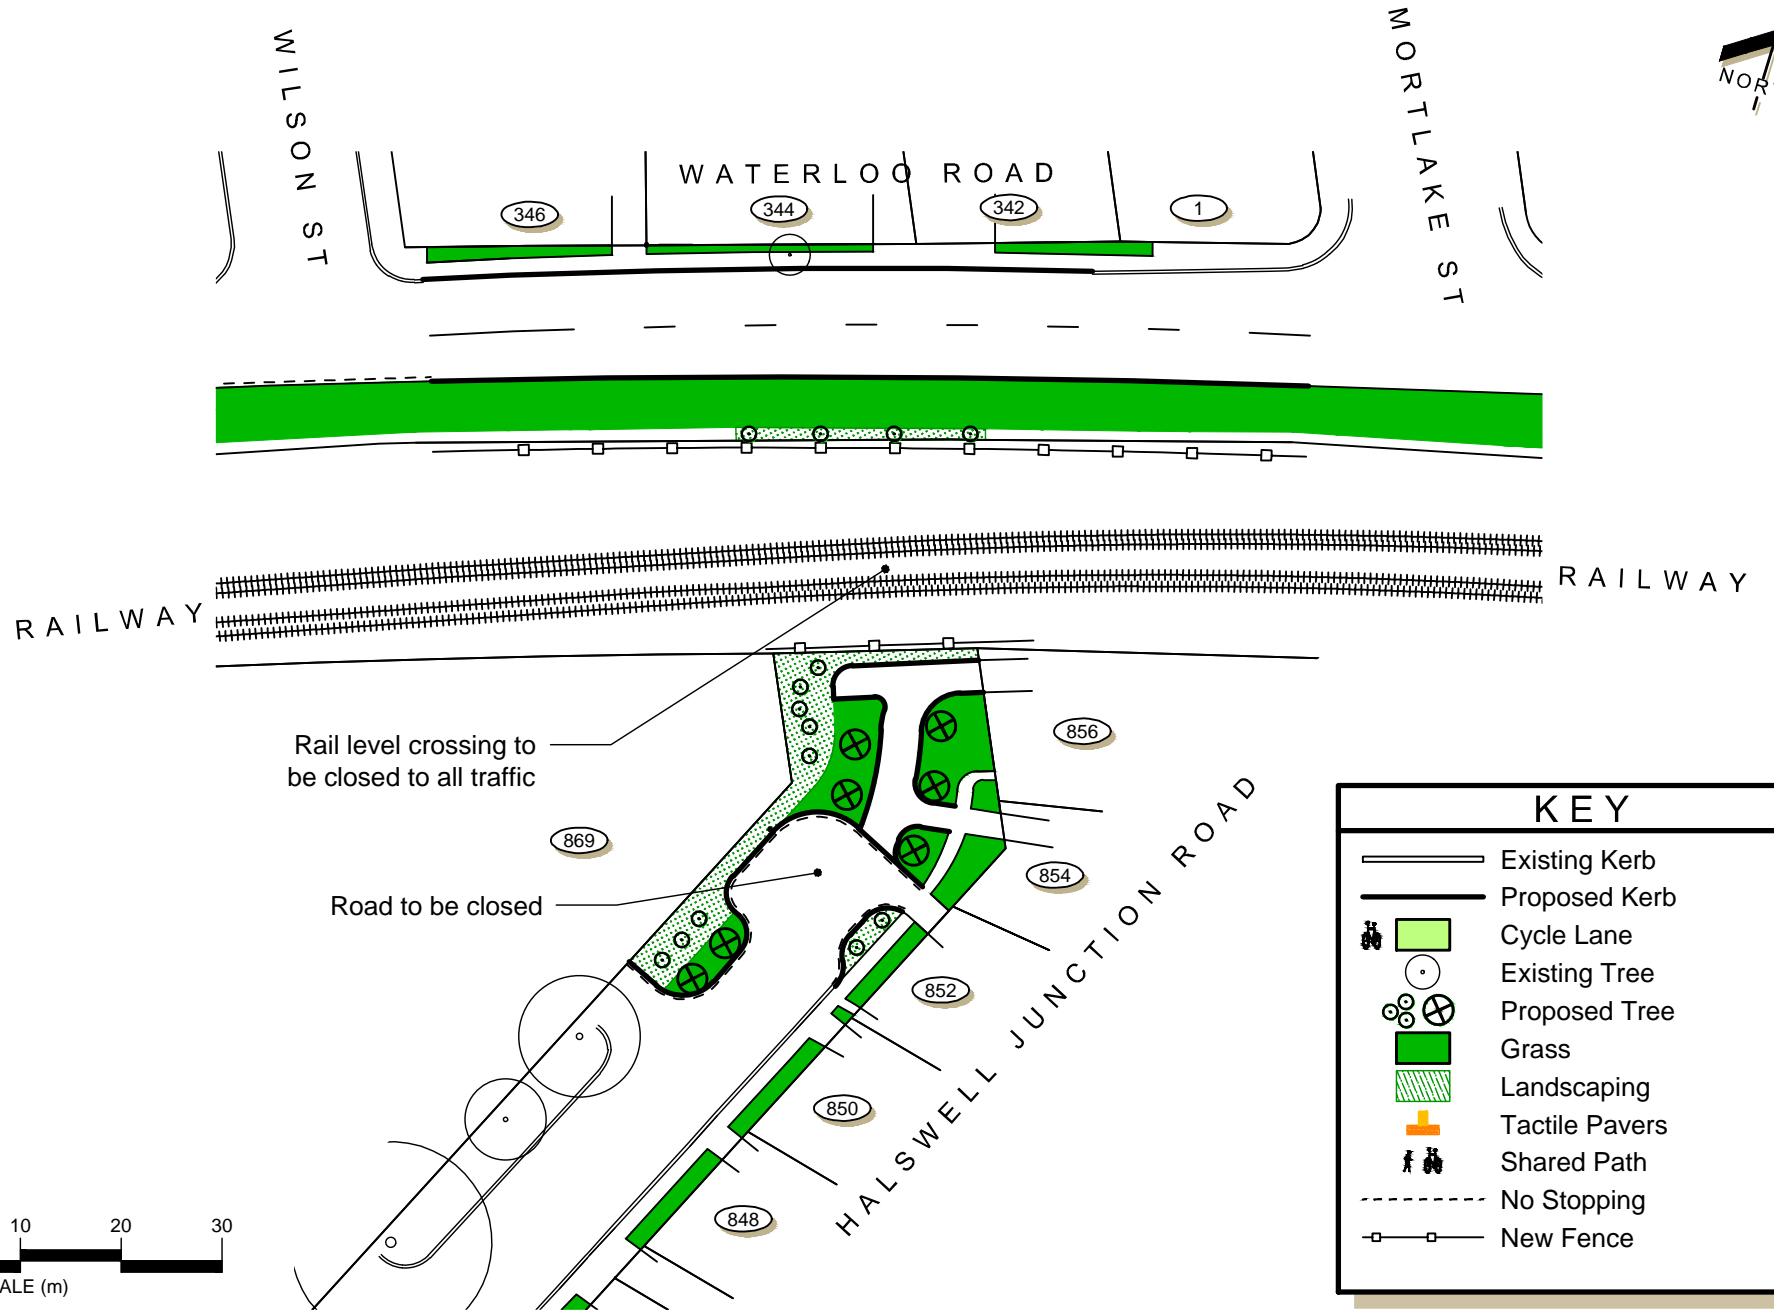 WILSON ST
MORTLAKE ST
NOR
WATERLOO ROAD
346
344
342
1
RAILWAY
RAILWAY
Rail level crossing to
be closed to all traffic
856
869
854
Road to be closed
852
850
848
HALSWELL JUNCTION ROAD
KEY
Existing Kerb
Proposed Kerb
Cycle Lane
Existing Tree
Proposed Tree
Grass
Landscaping
Tactile Pavers
Shared Path
No Stopping
New Fence
10 20 30
ALE (m)